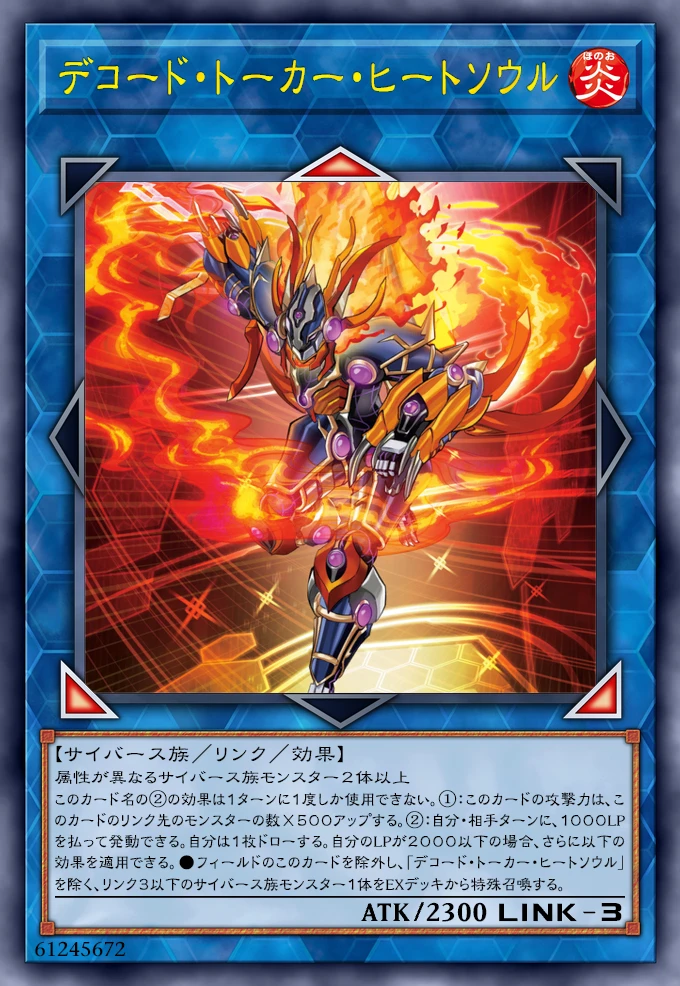 デコード・トーカー・ヒートソウル
ほのお
炎
【サイバース族／リンク／効果】
属性が異なるサイバース族モンスター２体以上
このカード名の②の効果は１ターンに１度しか使用できない。①：このカードの攻撃力は、こ
のカードのリンク先のモンスターの数×５００アップする。②：自分・相手ターンに、１０００LP
を払って発動できる。自分は１枚ドローする。自分のLPが２０００以下の場合、さらに以下の
効果を適用できる。●フィールドのこのカードを除外し、「デコード・トーカー・ヒートソウル」
を除く、リンク３以下のサイバース族モンスター１体をEXデッキから特殊召喚する。
ATK/2300 LINK-3
61245672